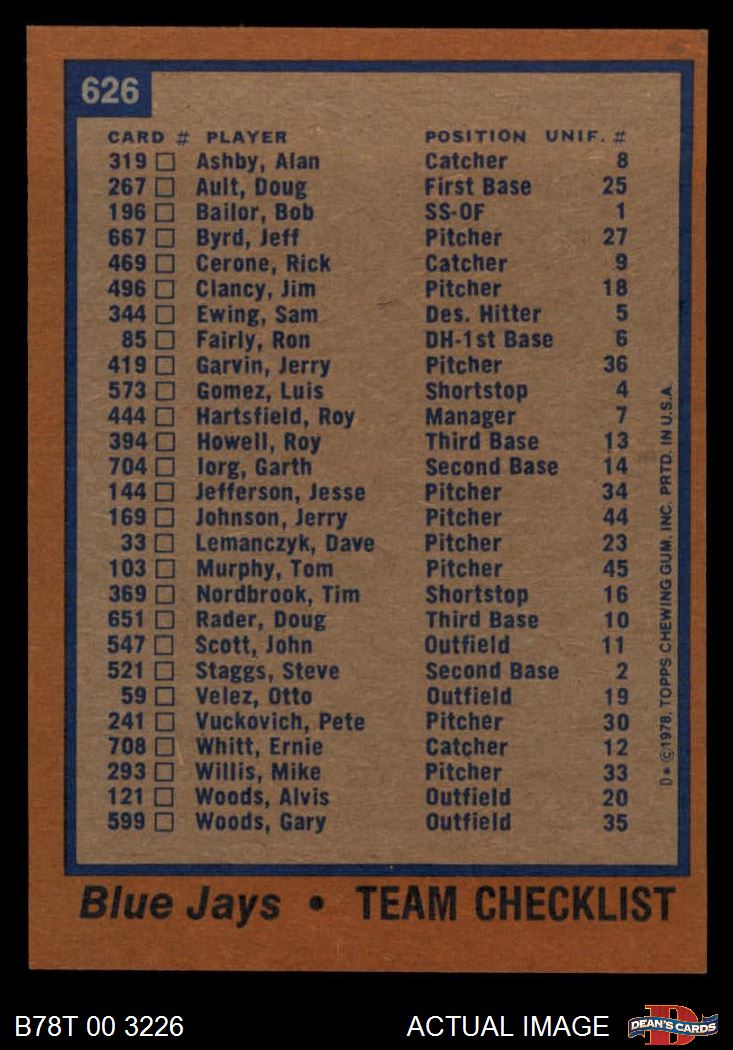 626
CARD # PLAYER POSITION UNIF. #
319 Ashby, Alan Catcher 8
267 Ault, Doug First Base 25
196 Bailor, Bob SS-OF 1
667 Byrd, Jeff Pitcher 27
469 Cerone, Rick Catcher 9
496 Clancy, Jim Pitcher 18
344 Ewing, Sam Des. Hitter 5
85 Fairly, Ron DH-1st Base 6
419 Garvin, Jerry Pitcher 36
573 Gomez, Luis Shortstop 4
444 Hartsfield, Roy Manager 7
394 Howell, Roy Third Base 13
704 Iorg, Garth Second Base 14
144 Jefferson, Jesse Pitcher 34
169 Johnson, Jerry Pitcher 44
33 Lemanczyk, Dave Pitcher 23
103 Murphy, Tom Pitcher 45
369 Nordbrook, Tim Shortstop 16
651 Rader, Doug Third Base 10
547 Scott, John Outfield 11
521 Staggs, Steve Second Base 2
59 Velez, Otto Outfield 19
241 Vuckovich, Pete Pitcher 30
708 Whitt, Ernie Catcher 12
293 Willis, Mike Pitcher 33
121 Woods, Alvis Outfield 20
599 Woods, Gary Outfield 35
D* ©1978. TOPPS CHEWING GUM, INC. PRTD. IN U.S.A.
Blue Jays • TEAM CHECKLIST
B78T 00 3226 ACTUAL IMAGE
D DEAN'S CARDS